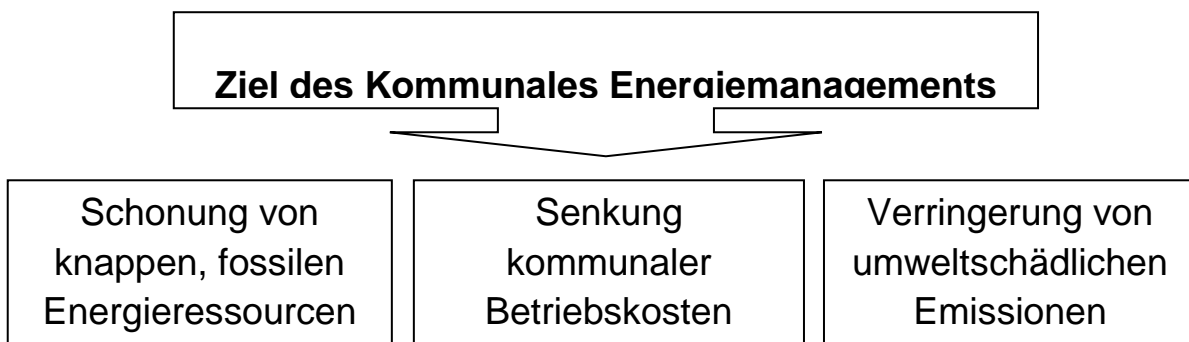 Ziel des Kommunales Energiemanagements
Schonung von
knappen, fossilen
Energieressourcen
Senkung
kommunaler
Betriebskosten
Verringerung von
umweltschädlichen
Emissionen